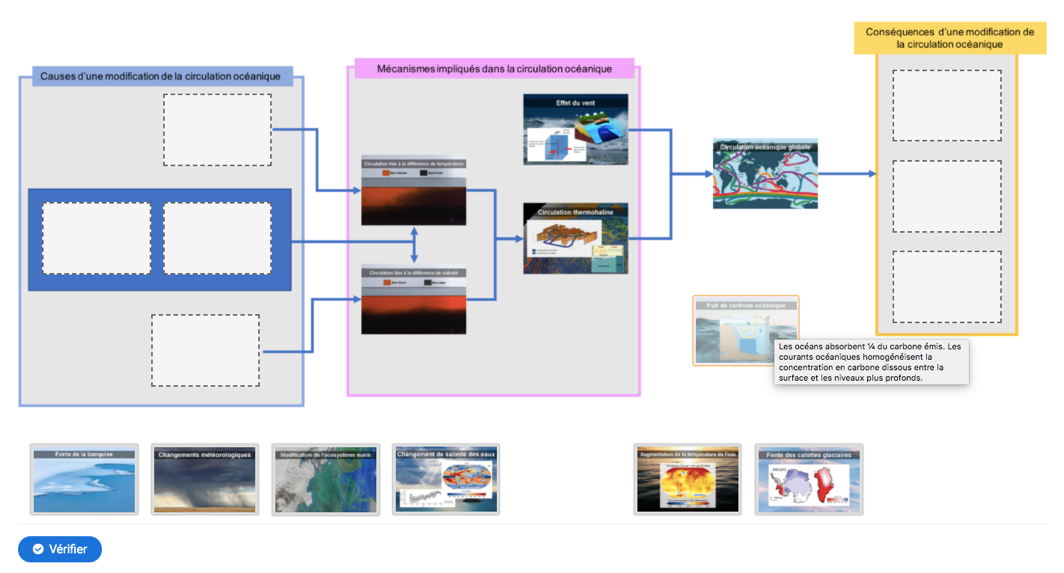 Conséquences d'une modification de
la circulation océanique
Causes d'une modification de la circulation océanique
Mécanismes impliqués dans la circulation océanique
Effet du vent
Circulation océanique globale
Circulation liée à la différence de température
Eau chaude
Eau froide
Circulation thermohaline
Circulation liée à la différence de salinité
Puit de carbone océanique
Les océans absorbent ¼ du carbone émis. Les
courants océaniques homogénéisent la
concentration en carbone dissous entre la
surface et les niveaux plus profonds.
Fonte de la banquise
Changements météorologiques
Modification de l'écosystème marin
Changement de salinité des eaux
Augmentation de la température de l'eau
Fonte des calottes glaciaires
Vérifier